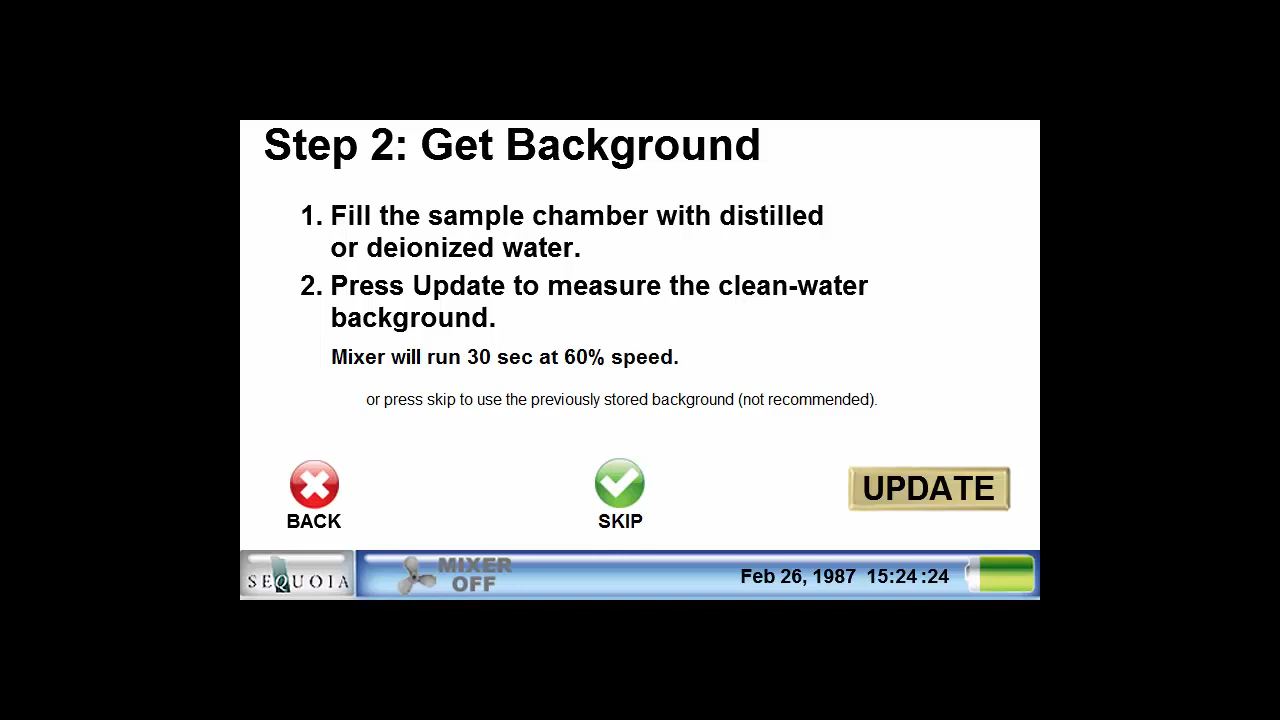 Step 2: Get Background
1. Fill the sample chamber with distilled
or deionized water.
2. Press Update to measure the clean-water
background.
Mixer will run 30 sec at 60% speed.
or press skip to use the previously stored background (not recommended).
BACK
SKIP
UPDATE
SEQUOIA
MIXER
OFF
Feb 26, 1987 15:24:24